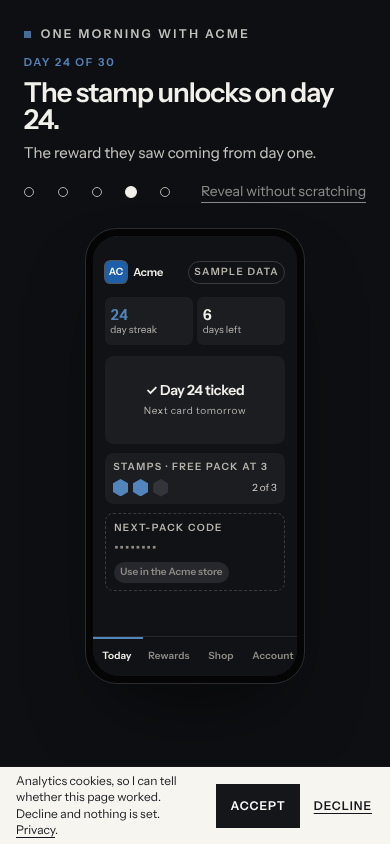 ONE MORNING WITH ACME
DAY 24 OF 30
The stamp unlocks on day
24.
The reward they saw coming from day one.
Reveal without scratching
AC Acme SAMPLE DATA
24 6
day streak days left
✓ Day 24 ticked
Next card tomorrow
STAMPS · FREE PACK AT 3
2 of 3
NEXT-PACK CODE
••••••••
Use in the Acme store
Today Rewards Shop Account
Analytics cookies, so I can tell
whether this page worked.
Decline and nothing is set.
Privacy.
ACCEPT DECLINE